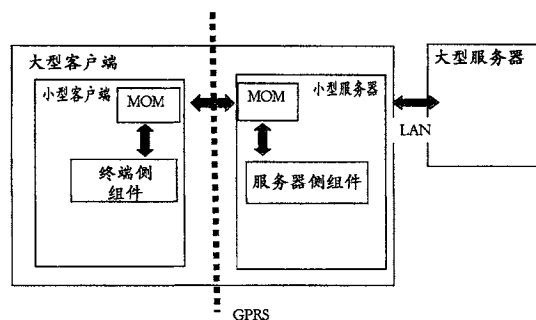 大型客户端
大型服务器
小型客户端
MOM
MOM
小型服务器
LAN
终端侧
组件
服务器侧组件
GPRS